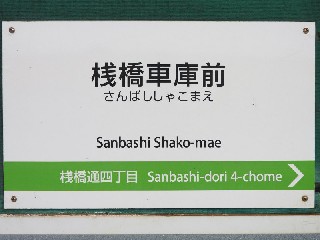 桟橋車庫前
さんばししゃこまえ
Sanbashi Shako-mae
桟橋通四丁目 Sanbashi-dori 4-chome